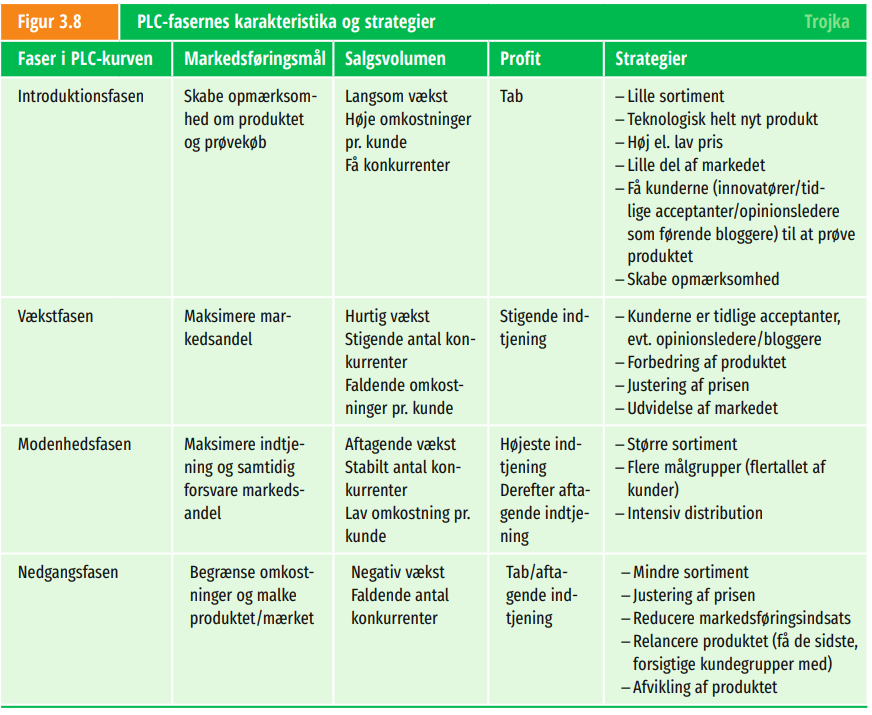 Figur 3.8 PLC-fasernes karakteristika og strategier Trojka
Faser i PLC-kurven Markedsføringsmål Salgsvolumen Profit Strategier
Introduktionsfasen
Skabe opmærksom-
hed om produktet
og prøvekøb
Langsom vækst
Høje omkostninger
pr. kunde
Få konkurrenter
Tab
– Lille sortiment
– Teknologisk helt nyt produkt
– Høj el. lav pris
– Lille del af markedet
– Få kunderne (innovatører/tid-
lige acceptanter/opinionsledere
som førende bloggere) til at prøve
produktet
– Skabe opmærksomhed
Vækstfasen
Maksimere mar-
kedsandel
Hurtig vækst
Stigende antal kon-
kurrenter
Faldende omkost-
ninger pr. kunde
Stigende ind-
tjening
– Kunderne er tidlige acceptanter,
evt. opinionsledere/bloggere
– Forbedring af produktet
– Justering af prisen
– Udvidelse af markedet
Modenhedsfasen
Maksimere indtje-
ning og samtidig
forsvare markeds-
andel
Aftagende vækst
Stabilt antal kon-
kurrenter
Lav omkostning pr.
kunde
Højeste ind-
tjening
Derefter afta-
gende indtje-
ning
– Større sortiment
– Flere målgrupper (flertallet af
kunder)
– Intensiv distribution
Nedgangsfasen
Begrænse omkost-
ninger og malke
produktet/mærket
Negativ vækst
Faldende antal
konkurrenter
Tab/afta-
gende ind-
tjening
– Mindre sortiment
– Justering af prisen
– Reducere markedsføringsindsats
– Relancere produktet (få de sidste,
forsigtige kundegrupper med)
– Afvikling af produktet